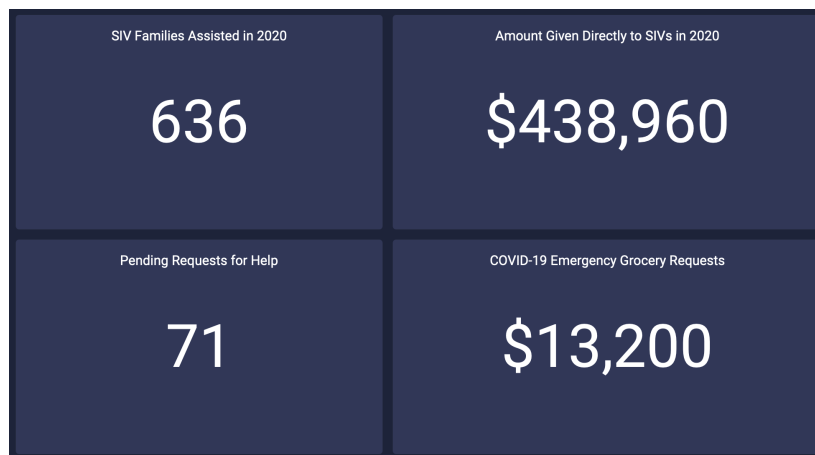 SIV Families Assisted in 2020
636
Amount Given Directly to SIVs in 2020
$438,960
Pending Requests for Help
71
COVID-19 Emergency Grocery Requests
$13,200